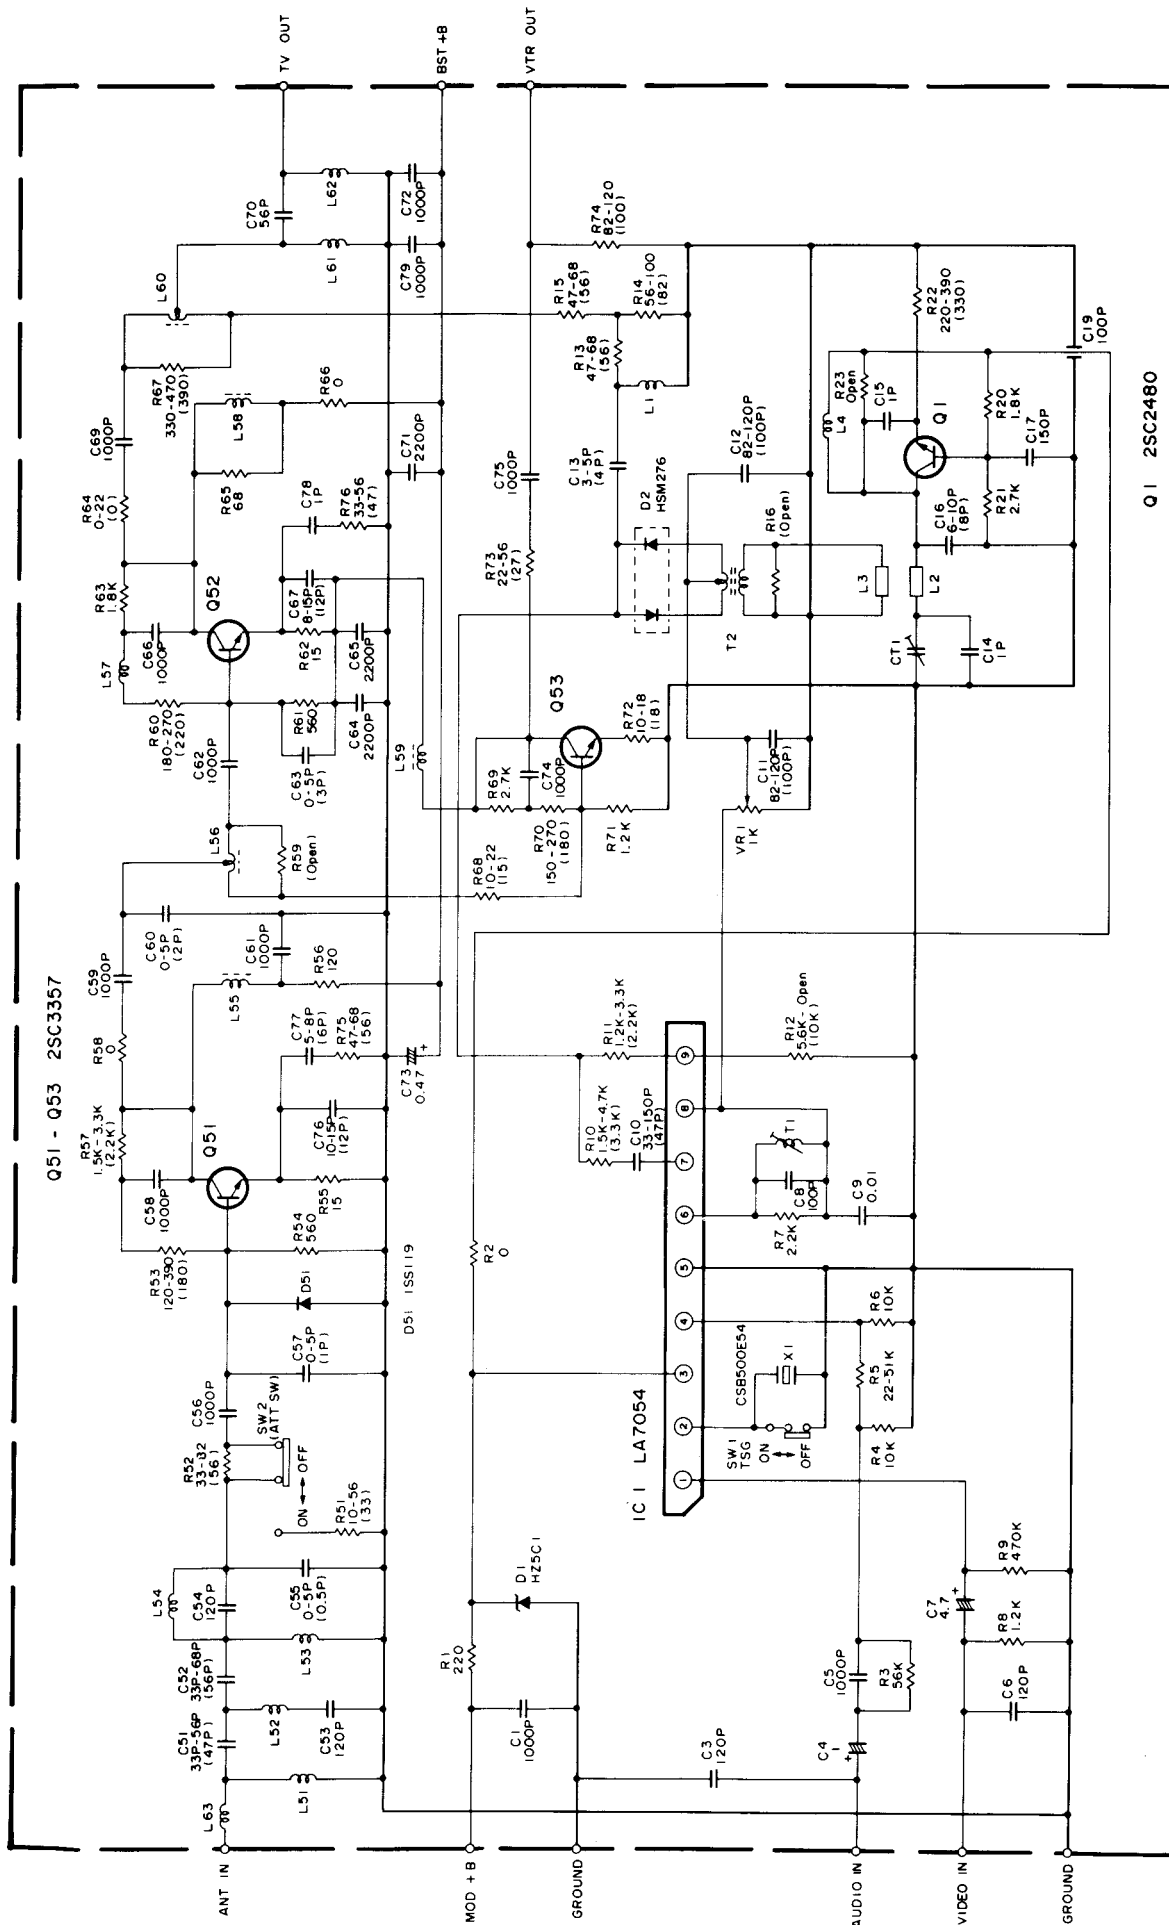 Q51 - Q53 2SC3357
ANT IN
L63
L51
C51
33P-56P
(47P)
L52
C53
120P
C52
33P-68P
(56P)
L53
L54
C54
120P
C55
0-5P
(0.5P)
R51
10-56
(33)
R52
33-82
(56)
SW2
(ATT SW)
ON
OFF
C56
1000P
C57
0-5P
(1P)
D51
D51 1SS119
R53
120-390
(180)
R54
560
C58
1000P
R57
1.5K-3.3K
(2.2K)
Q51
R55
15
C76
10-15P
(12P)
C77
5-8P
(6P)
R75
47-68
(56)
C73
0.47
+
R58
0
C59
1000P
L55
C61
1000P
R56
120
C60
0-5P
(2P)
L56
R59
(Open)
C62
1000P
R60
180-270
(220)
L57
C66
1000P
R63
1.8K
Q52
R61
560
C63
0-5P
(3P)
C64
2200P
R62
15
C65
2200P
C67
8-15P
(12P)
C78
1P
R76
33-56
(47)
R64
0-22
(0)
R65
68
L58
R66
0
C71
2200P
C69
1000P
R67
330-470
(390)
L60
C70
56P
L61
L62
C79
1000P
C72
1000P
TV OUT
BST +B
VTR OUT
L59
R68
10-22
(15)
R69
2.7K
R70
150-270
(180)
C74
1000P
Q53
R71
1.2K
R72
10-18
(18)
R73
22-56
(27)
C75
1000P
R74
82-120
(100)
R15
47-68
(56)
R14
56-100
(82)
R13
47-68
(56)
L1
C13
3-5P
(4P)
D2
HSM276
T2
R16
(Open)
C12
82-120P
(100P)
C11
82-120P
(100P)
VR1
1K
L3
L2
CT1
C14
1P
C16
6-10P
(8P)
R21
2.7K
C17
150P
R20
1.8K
Q1
L4
R23
Open
C15
1P
R22
220-390
(330)
C19
100P
Q1 2SC2480
MOD +B
R1
220
C1
1000P
D1
HZ5C1
GROUND
R2
0
IC1 LA7054
1
2
3
4
5
6
7
8
9
R10
1.5K-4.7K
(3.3K)
C10
33-150P
(47P)
R11
1.2K-3.3K
(2.2K)
R12
5.6K-Open
(10K)
T1
C8
100P
R7
2.2K
C9
0.01
CSB500E54
X1
SW1
TSG
ON
OFF
R4
10K
R5
22-51K
R6
10K
C3
120P
AUDIO IN
C4
1
+
C5
1000P
R3
56K
VIDEO IN
C6
120P
C7
4.7
+
R8
1.2K
R9
470K
GROUND